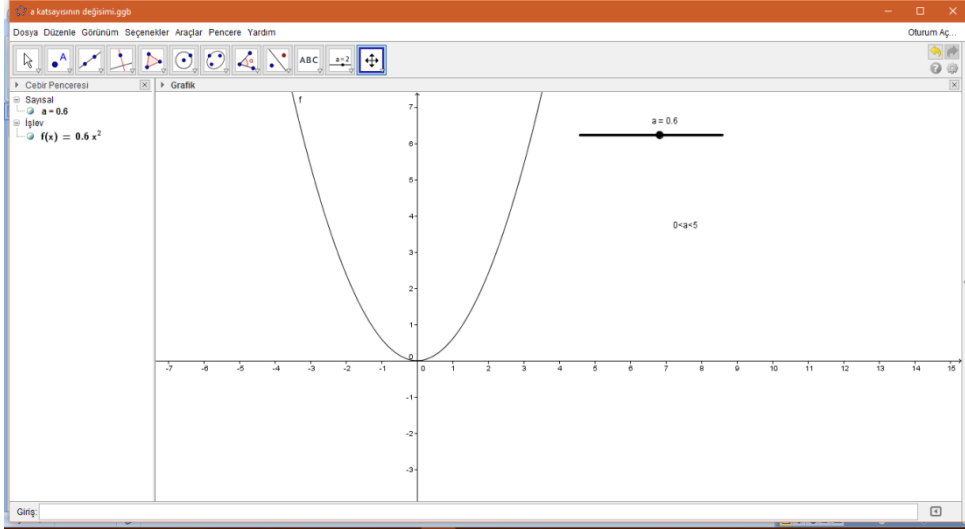 a katsayısının değisimi.ggb
Dosya Düzenle Görünüm Seçenekler Araçlar Pencere Yardım
Oturum Aç...
A
α
ABC
a=2
Cebir Penceresi
Grafik
Sayısal
a = 0.6
İşlev
f(x) = 0.6 x²
f
a = 0.6
0<a<5
7
6
5
4
3
2
1
0
-1
-2
-3
-7 -6 -5 -4 -3 -2 -1 0 1 2 3 4 5 6 7 8 9 10 11 12 13 14 15
Giriş: